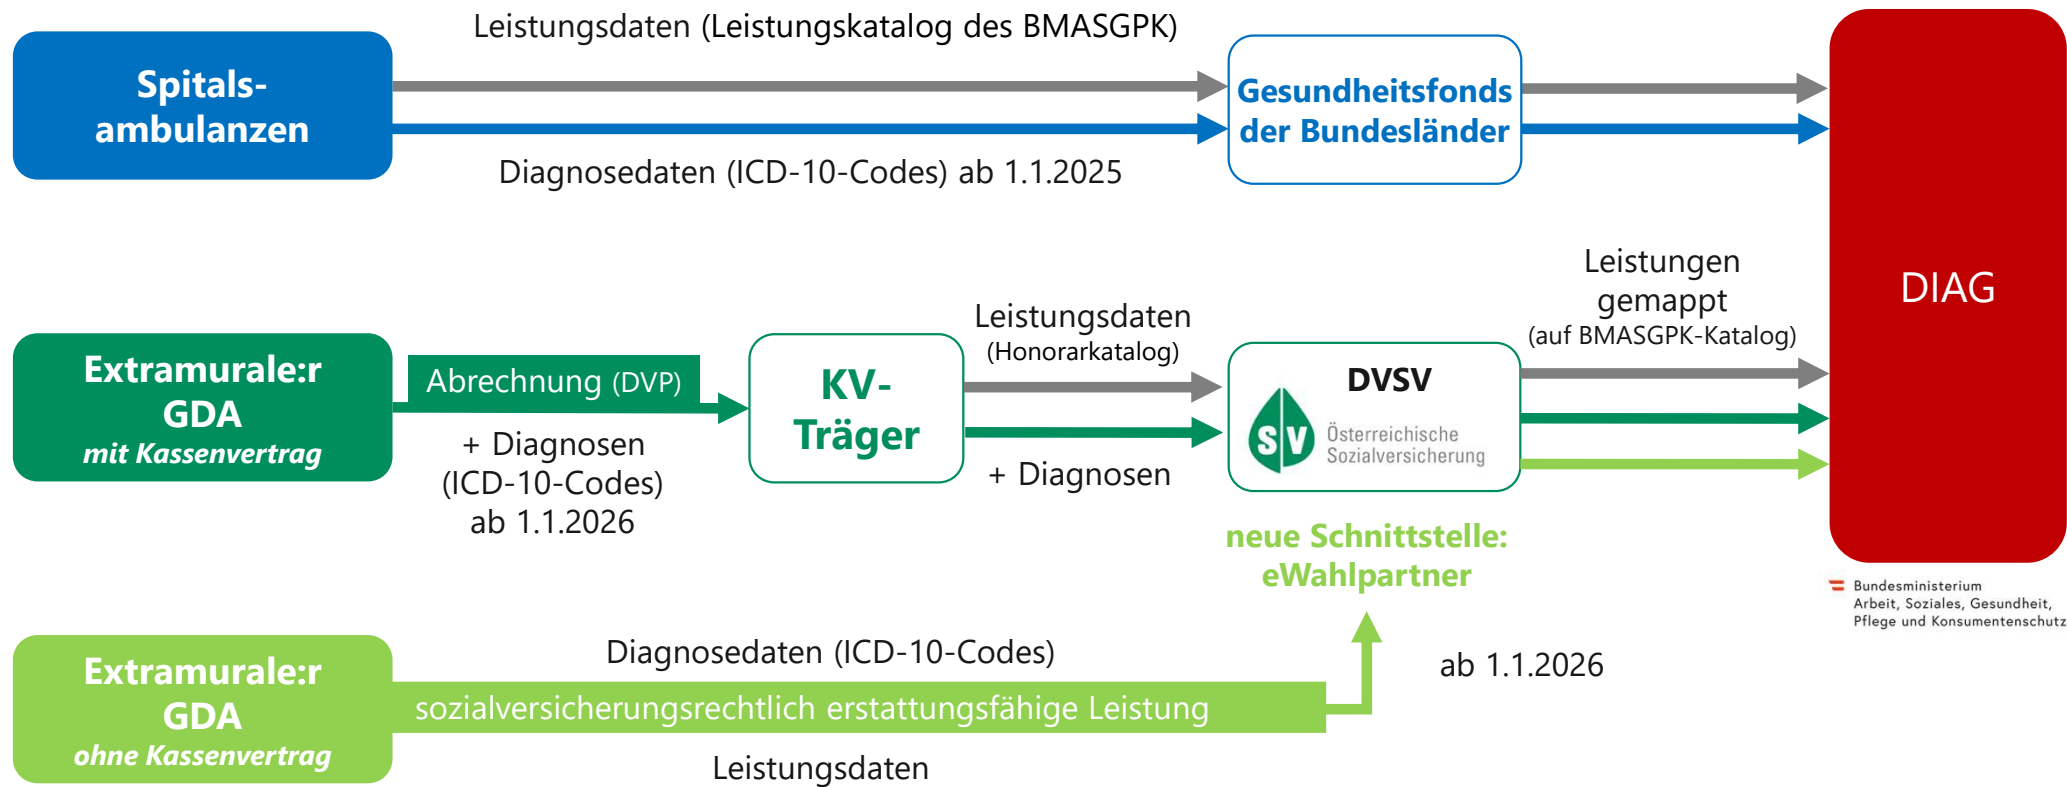 Leistungsdaten (Leistungskatalog des BMASGPK)
Spitals-
ambulanzen
Gesundheitsfonds
der Bundesländer
Diagnosedaten (ICD-10-Codes) ab 1.1.2025
DIAG
Leistungen
gemappt
(auf BMASGPK-Katalog)
Leistungsdaten
(Honorarkatalog)
Extramurale:r
GDA
mit Kassenvertrag
Abrechnung (DVP)
+ Diagnosen
(ICD-10-Codes)
ab 1.1.2026
KV-
Träger
+ Diagnosen
DVSV
SV
Österreichische
Sozialversicherung
neue Schnittstelle:
eWahlpartner
Bundesministerium
Arbeit, Soziales, Gesundheit,
Pflege und Konsumentenschutz
Extramurale:r
GDA
ohne Kassenvertrag
Diagnosedaten (ICD-10-Codes)
sozialversicherungsrechtlich erstattungsfähige Leistung
Leistungsdaten
ab 1.1.2026